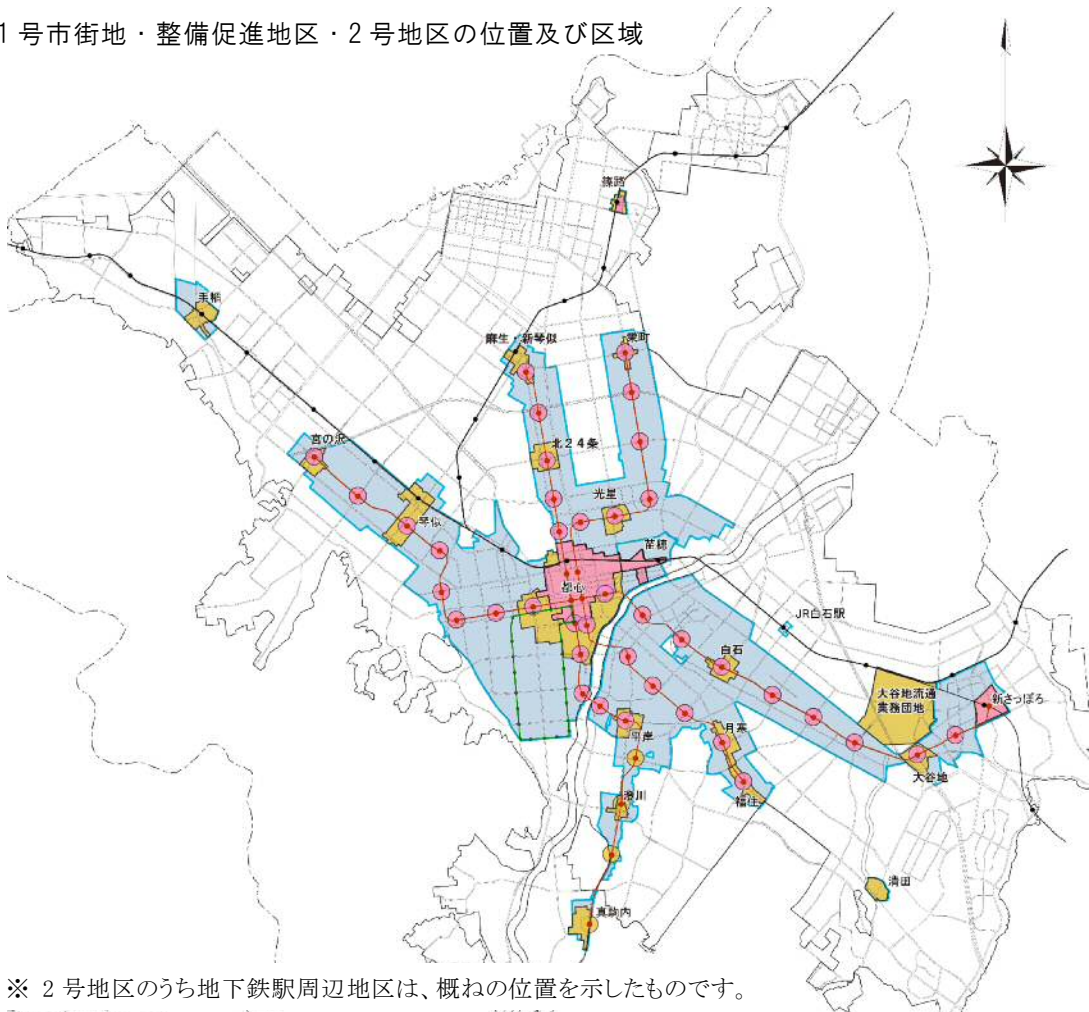 1号市街地・整備促進地区・2号地区の位置及び区域
篠路
手稲
麻生・新琴似
栄町
宮の沢
北24条
光星
琴似
苗穂
都心
JR白石駅
白石
大谷地流通
業務団地
新さっぽろ
平岸
月寒
大谷地
福住
澄川
清田
真駒内
※ 2号地区のうち地下鉄駅周辺地区は、概ねの位置を示したものです。